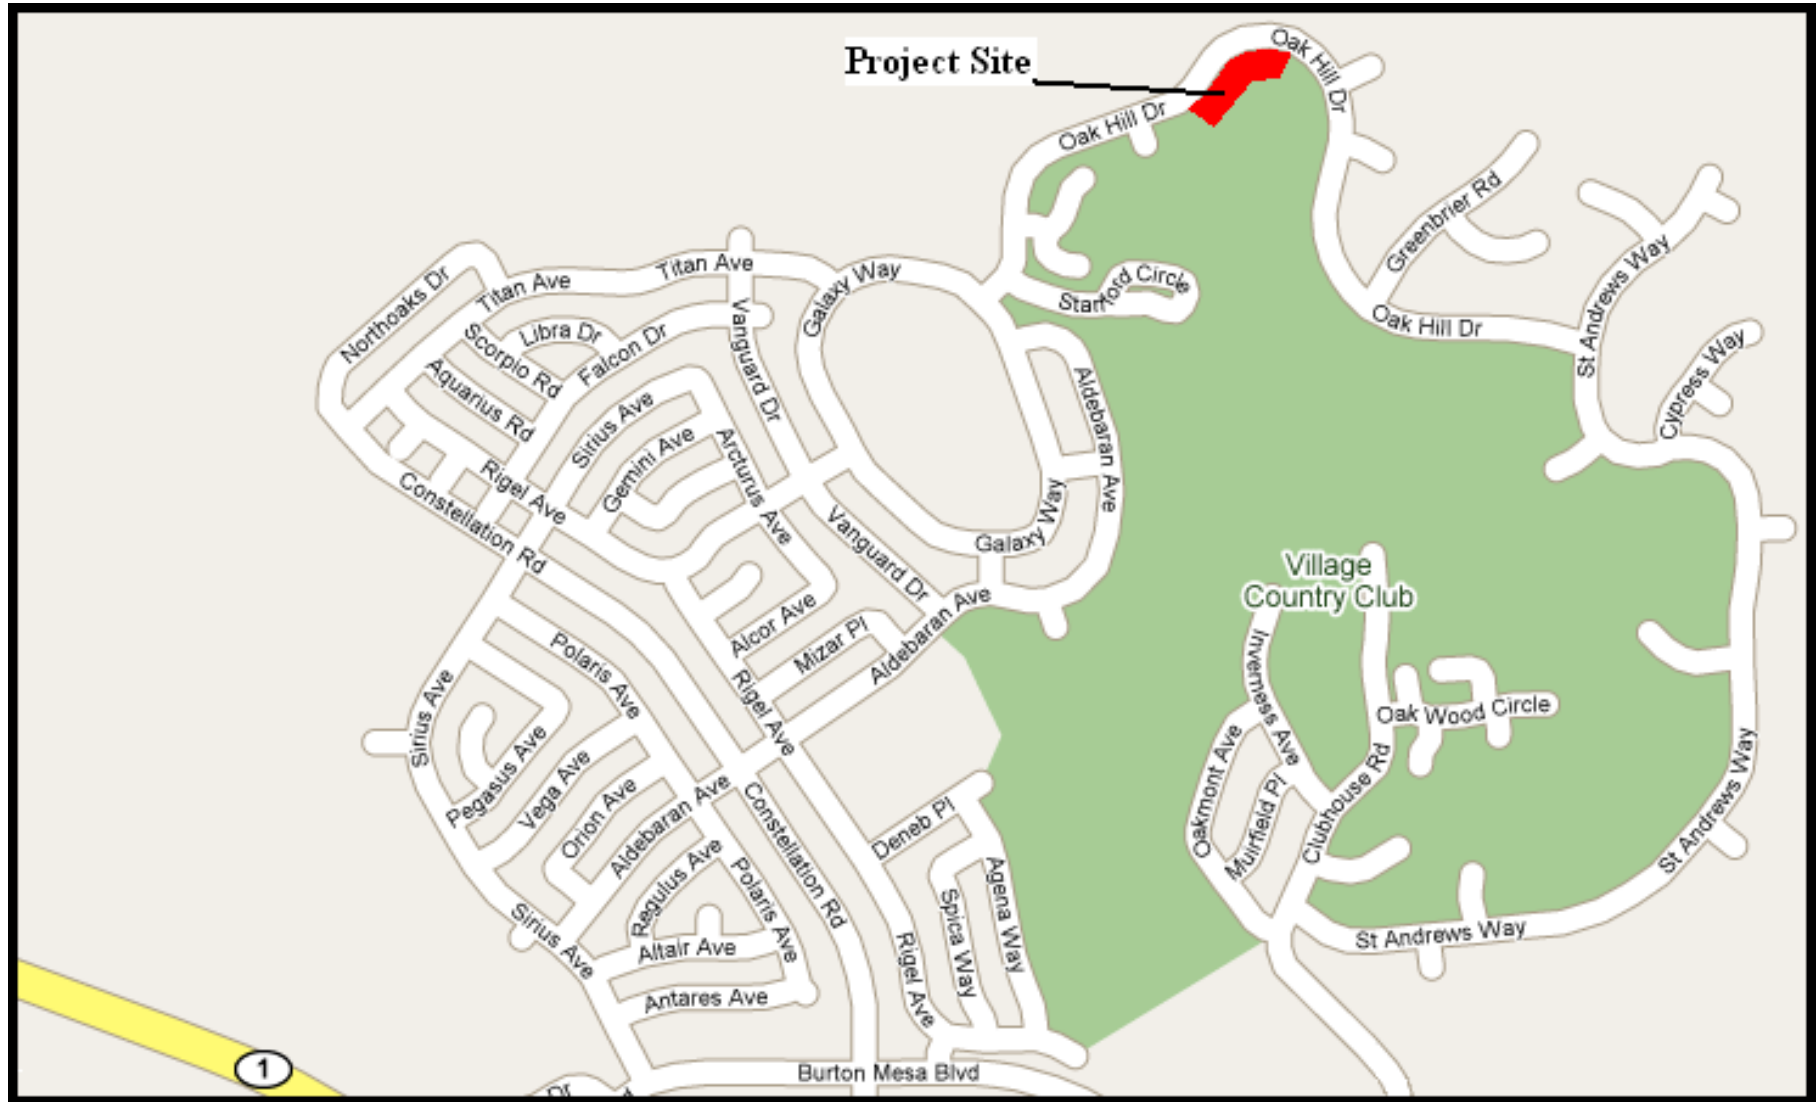 Project Site
Oak Hill Dr
Oak Hill Dr
Greenbrier Rd
St Andrews Way
Stanford Circle
Oak Hill Dr
Cypress Way
Northoaks Dr
Titan Ave
Titan Ave
Galaxy Way
Libra Dr
Falcon Dr
Vanguard Dr
Scorpio Rd
Aquarius Rd
Sirius Ave
Gemini Ave
Arcturus Ave
Aldebaran Ave
Rigel Ave
Constellation Rd
Vanguard Dr
Galaxy Way
Village
Country Club
Alcor Ave
Mizar Pl
Aldebaran Ave
Polaris Ave
Rigel Ave
Sirius Ave
Pegasus Ave
Vega Ave
Orion Ave
Aldebaran Ave
Constellation Rd
Deneb Pl
Inverness Ave
Oak Wood Circle
Oakmont Ave
Muirfield Pl
Clubhouse Rd
St Andrews Way
Regulus Ave
Polaris Ave
Sirius Ave
Altair Ave
Antares Ave
Rigel Ave
Spica Way
Agena Way
St Andrews Way
1
Burton Mesa Blvd
Dr